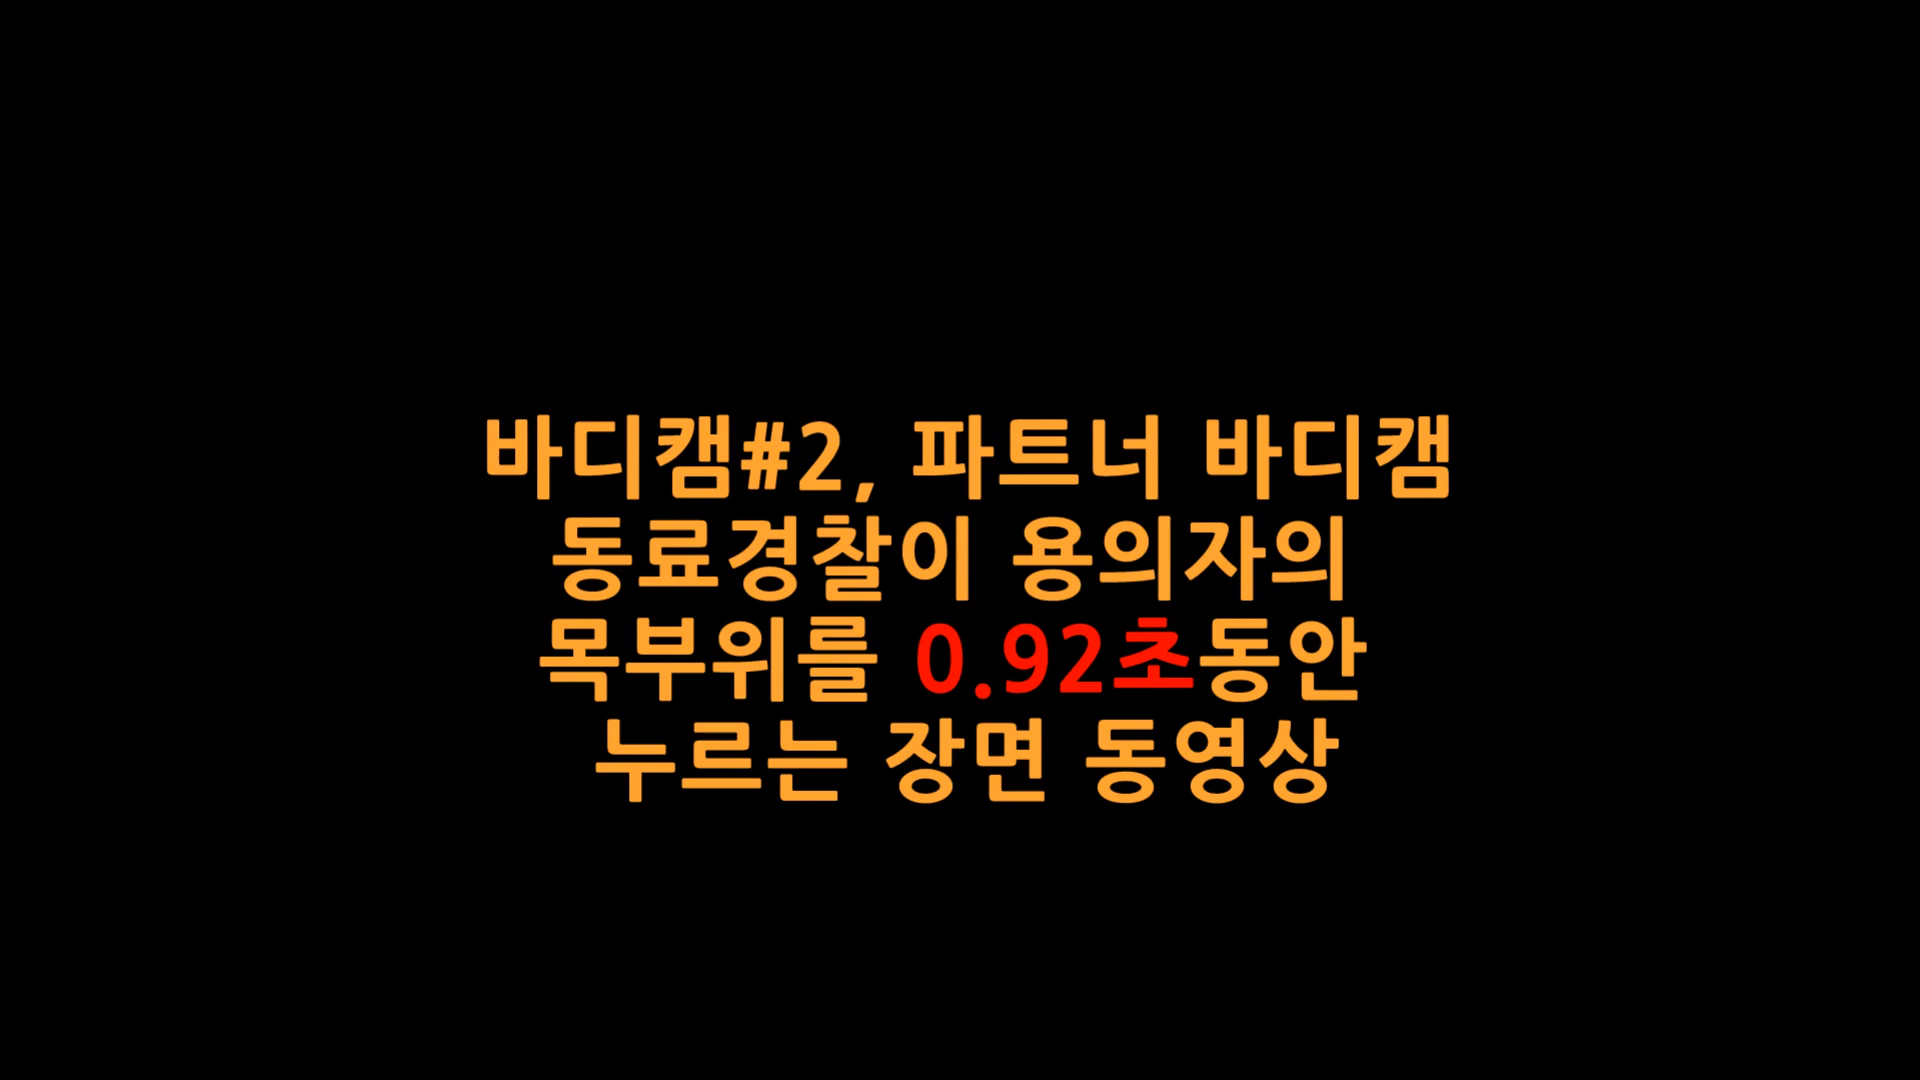 바디캠#2, 파트너 바디캠
동료경찰이 용의자의
목부위를 0.92초동안
누르는 장면 동영상